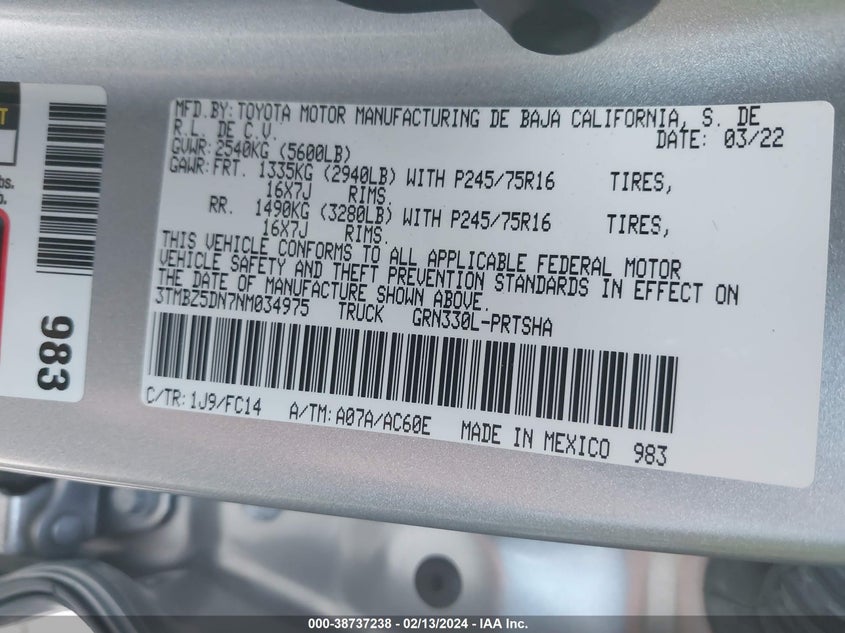 T
bs.
o.
983
MFD.BY:TOYOTA MOTOR MANUFACTURING DE BAJA CALIFORNIA, S. DE
R.L. DE C.V. DATE: 03/22
GVWR:2540KG (5600LB)
GAWR:FRT. 1335KG (2940LB) WITH P245/75R16 TIRES,
16X7J RIMS.
RR. 1490KG (3280LB) WITH P245/75R16 TIRES,
16X7J RIMS.
THIS VEHICLE CONFORMS TO ALL APPLICABLE FEDERAL MOTOR
VEHICLE SAFETY AND THEFT PREVENTION STANDARDS IN EFFECT ON
THE DATE OF MANUFACTURE SHOWN ABOVE.
3TMBZ5DN7NM034975 TRUCK GRN330L-PRTSHA
C/TR:1J9/FC14 A/TM:A07A/AC60E MADE IN MEXICO 983
000-38737238 - 02/13/2024 - IAA Inc.